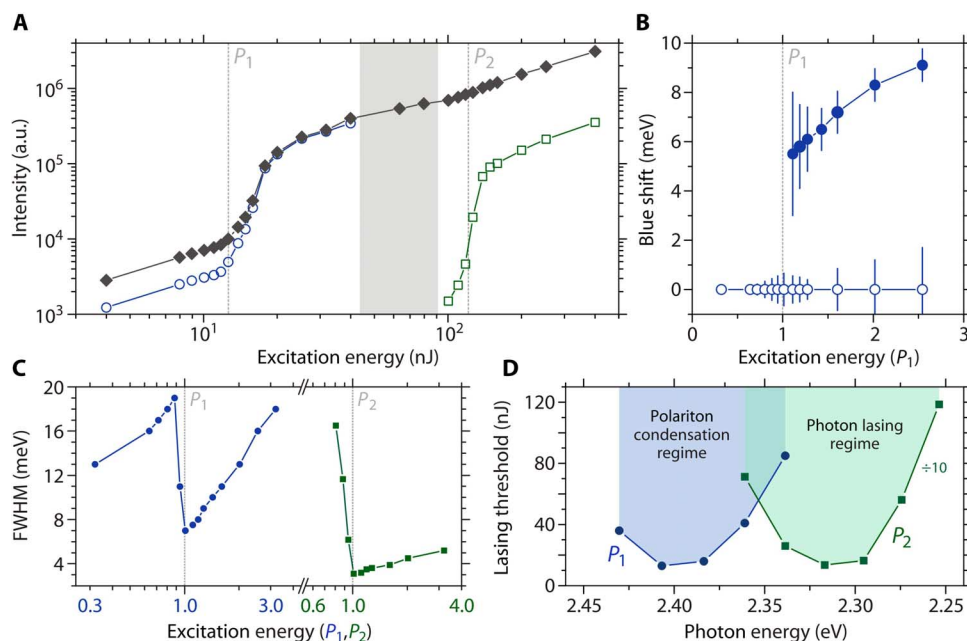 A
P1
P2
10^6
10^5
10^4
10^3
Intensity (a.u.)
10^1
10^2
Excitation energy (nJ)
B
P1
10
8
6
4
2
0
Blue shift (meV)
0
1
2
3
Excitation energy (P1)
C
P1
P2
20
16
12
8
4
FWHM (meV)
0.3
1.0
3.0
0.6
1.0
4.0
Excitation energy (P1,P2)
D
120
80
40
0
Lasing threshold (nJ)
Polariton
condensation
regime
Photon lasing
regime
÷10
P1
P2
2.45
2.40
2.35
2.30
2.25
Photon energy (eV)